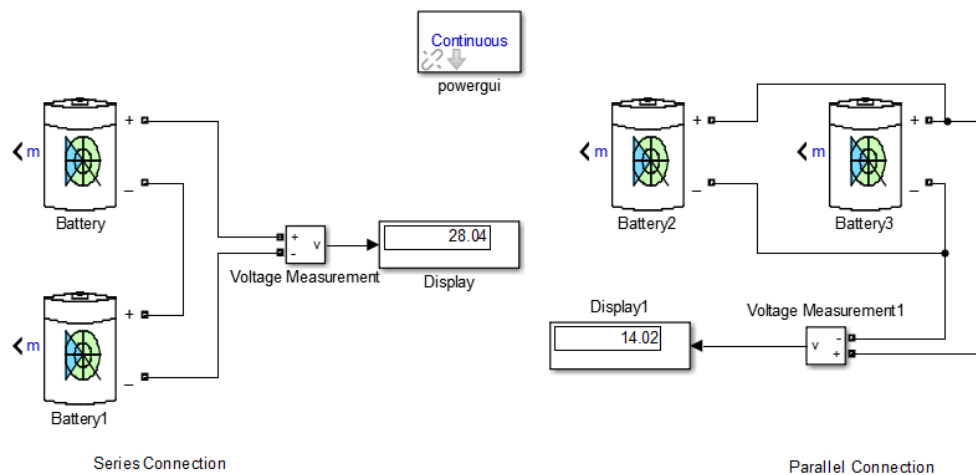 Continuous
powergui
+
m
_
Battery
+
m
_
Battery1
+
-
v
Voltage Measurement
28.04
Display
Series Connection
+
m
_
Battery2
+
m
_
Battery3
Display1
14.02
Voltage Measurement1
v
-
+
Parallel Connection